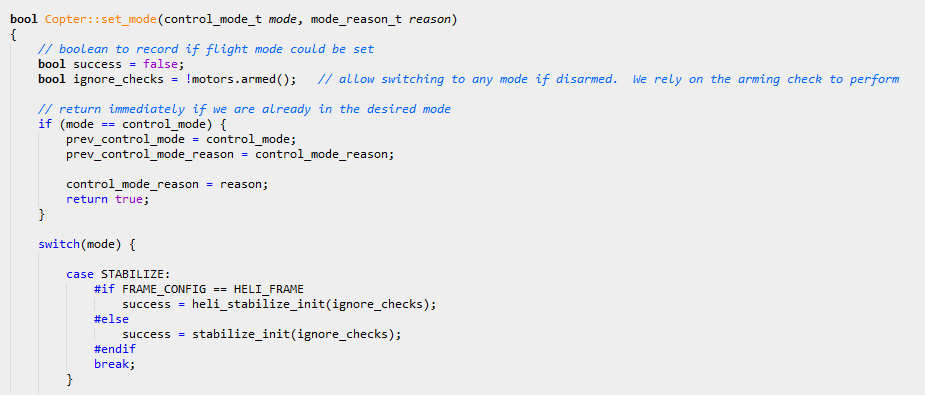 bool Copter::set_mode(control_mode_t mode, mode_reason_t reason)
{
    // boolean to record if flight mode could be set
    bool success = false;
    bool ignore_checks = !motors.armed();   // allow switching to any mode if disarmed.  We rely on the arming check to perform

    // return immediately if we are already in the desired mode
    if (mode == control_mode) {
        prev_control_mode = control_mode;
        prev_control_mode_reason = control_mode_reason;

        control_mode_reason = reason;
        return true;
    }

    switch(mode) {

        case STABILIZE:
            #if FRAME_CONFIG == HELI_FRAME
                success = heli_stabilize_init(ignore_checks);
            #else
                success = stabilize_init(ignore_checks);
            #endif
            break;
        }